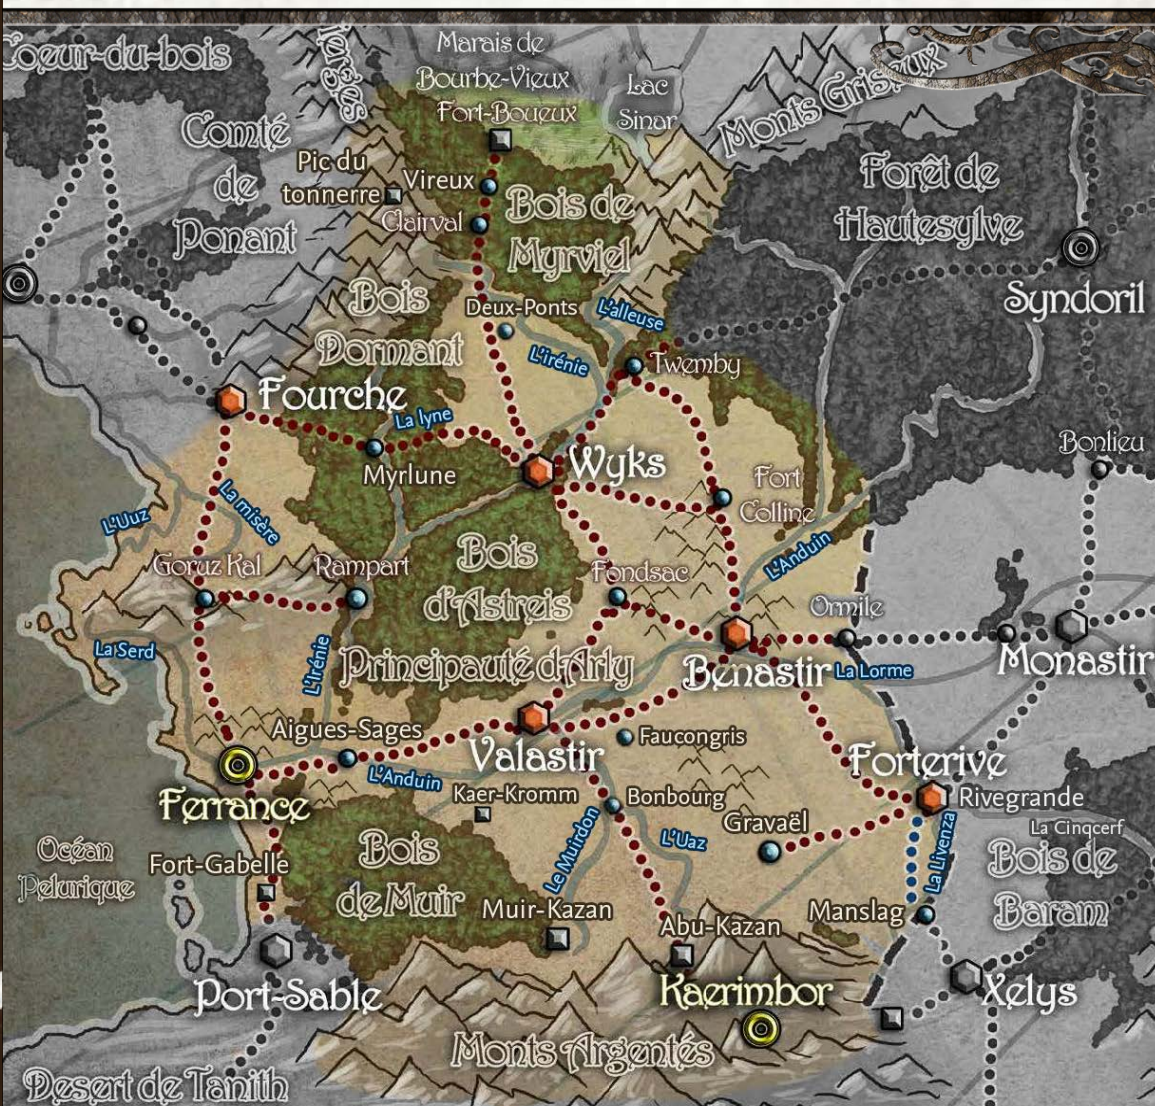 Coeur-du-bois
Marais de
Bourbe-Vieux
Fort-Boueux
Lac
Sinar
Monts Griseux
Comté
de
Ponant
Pic du
tonnerre
Vireux
Clairval
Bois de
Myrviel
Forêt de
Hautesylve
Syndoril
Bois
Dormant
Deux-Ponts
L'alleuse
L'irénie
Twemby
Fourche
La lyne
Myrlune
Wyks
Bonlieu
Fort
Colline
L'Uuz
La misère
L'Anduin
Goruz Kal
Rampart
Bois
d'Astreis
Fondsac
Ormile
La Serd
L'Irénie
Principauté d'Arly
Benastir
La Lorme
Monastir
Aigues-Sages
Valastir
Faucongris
Forterive
Ferrance
L'Anduin
Kaer-Kromm
Bonbourg
Rivegrande
Gravaël
La Cinqcerf
Océan
Pelurique
Fort-Gabelle
Bois
de Muir
Le Muirdon
L'Uaz
La Livenza
Bois de
Baram
Muir-Kazan
Abu-Kazan
Manslag
Port-Sable
Kaerimbor
Xelys
Monts Argentés
Desert de Tanith